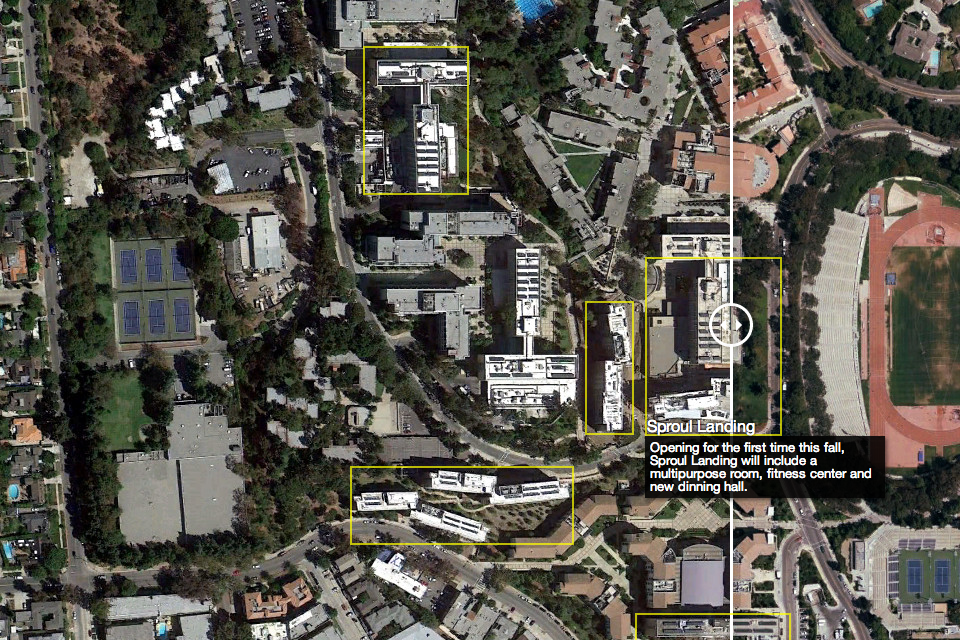 Sproul Landing
Opening for the first time this fall,
Sproul Landing will include a
multipurpose room, fitness center and
new dinning hall.